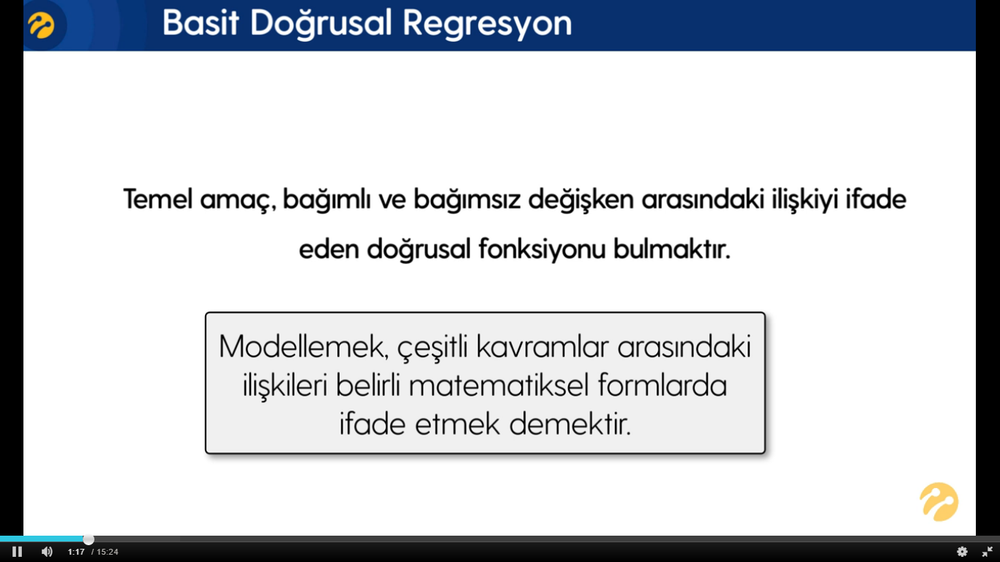 Basit Doğrusal Regresyon
Temel amaç, bağımlı ve bağımsız değişken arasındaki ilişkiyi ifade
eden doğrusal fonksiyonu bulmaktır.
Modellemek, çeşitli kavramlar arasındaki
ilişkileri belirli matematiksel formlarda
ifade etmek demektir.
1:17 / 15:24